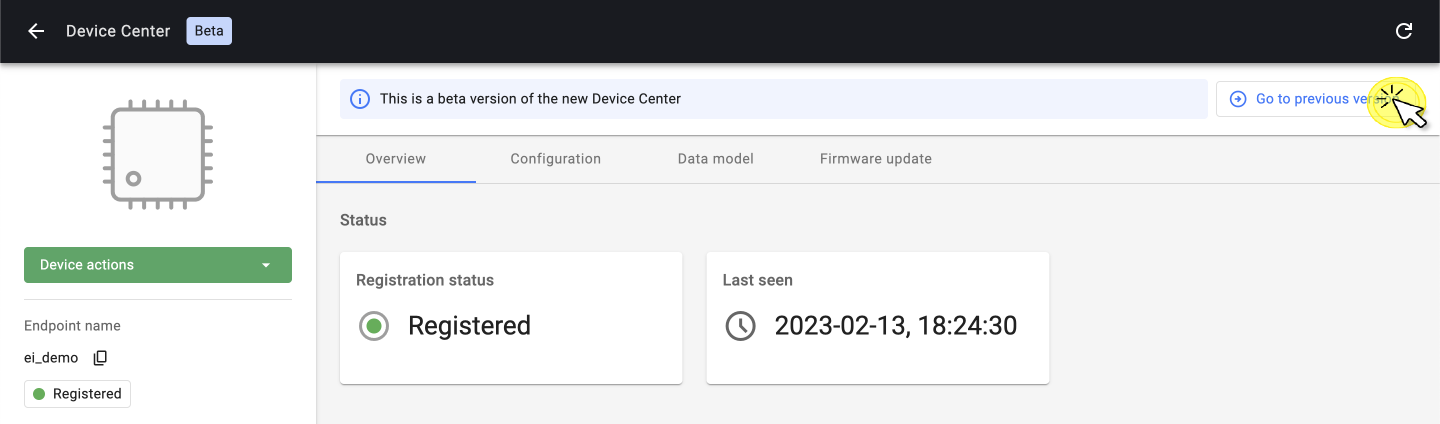 Device Center Beta
This is a beta version of the new Device Center
Go to previous version
Overview Configuration Data model Firmware update
Status
Device actions
Registration status
Registered
Last seen
2023-02-13, 18:24:30
Endpoint name
ei_demo
Registered